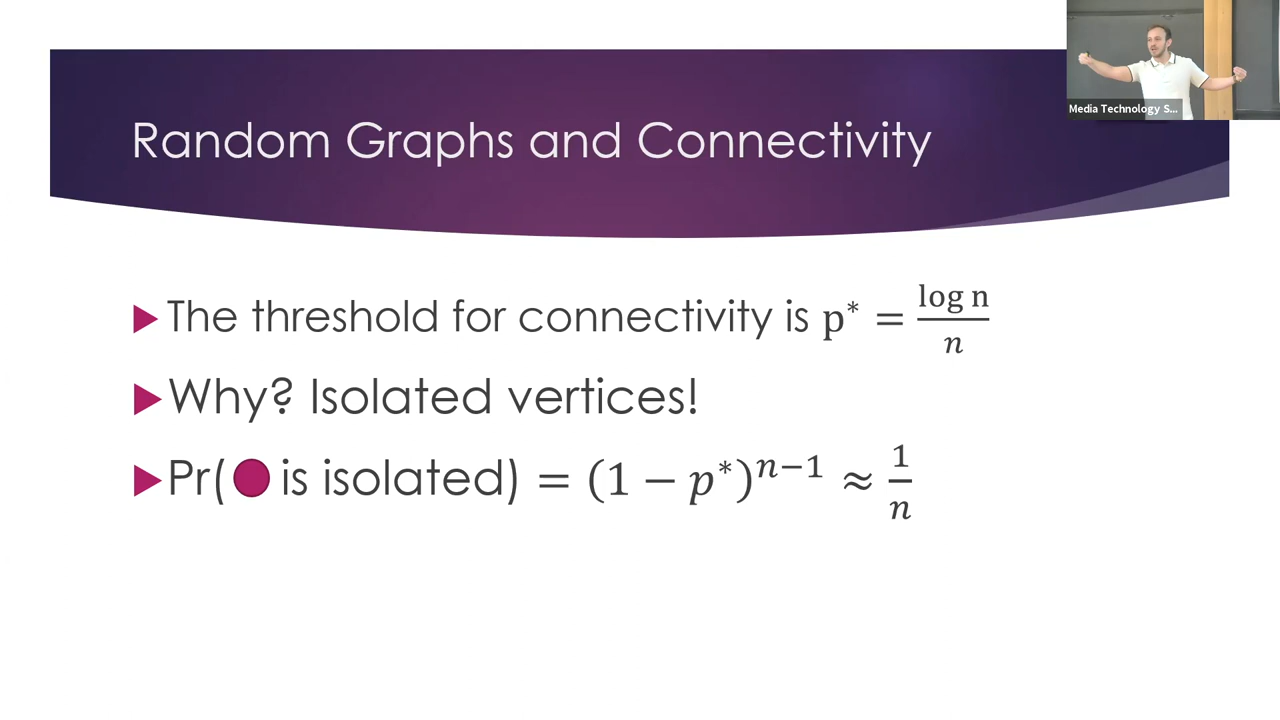 Media Technology S...
Random Graphs and Connectivity
The threshold for connectivity is p* = log n / n
Why? Isolated vertices!
Pr( is isolated) = (1 − p*)ⁿ⁻¹ ≈ 1/n